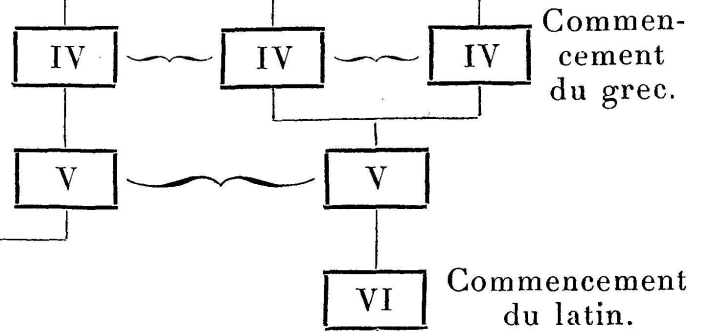 Commen-
IV IV IV cement
du grec.
V V
VI Commencement
du latin.